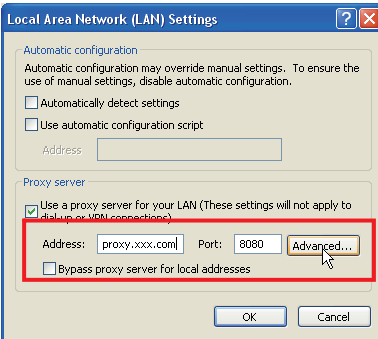 Local Area Network (LAN) Settings
Automatic configuration
Automatic configuration may override manual settings. To ensure the
use of manual settings, disable automatic configuration.
Automatically detect settings
Use automatic configuration script
Address
Proxy server
Use a proxy server for your LAN (These settings will not apply to
dial-up or VPN connections).
Address: proxy.xxx.com Port: 8080 Advanced...
Bypass proxy server for local addresses
OK Cancel